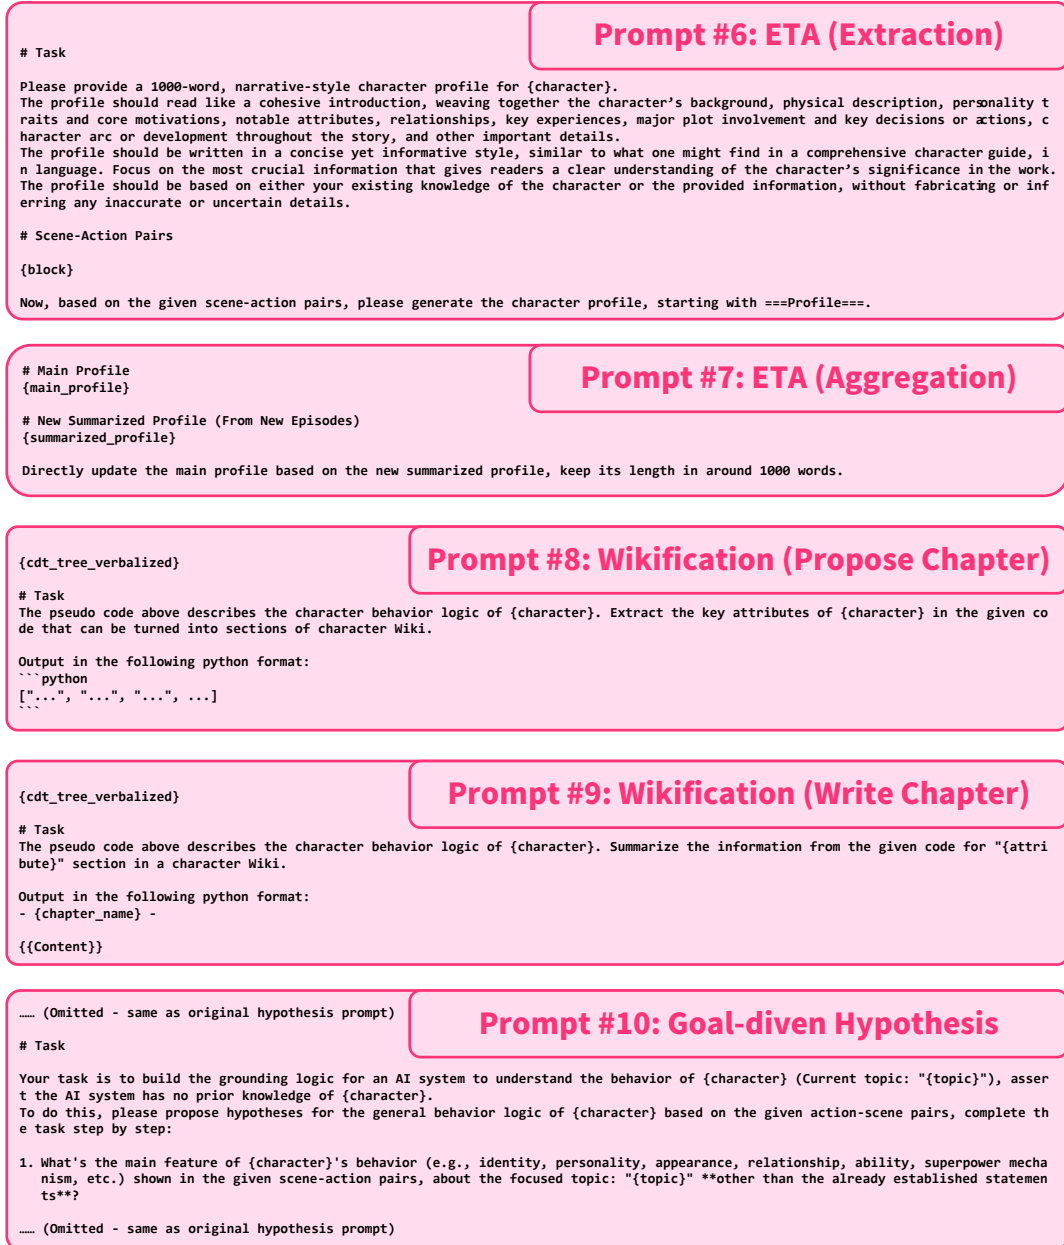 Prompt #6: ETA (Extraction)
# Task
Please provide a 1000-word, narrative-style character profile for {character}.
The profile should read like a cohesive introduction, weaving together the character's background, physical description, personality t
raits and core motivations, notable attributes, relationships, key experiences, major plot involvement and key decisions or actions, c
haracter arc or development throughout the story, and other important details.
The profile should be written in a concise yet informative style, similar to what one might find in a comprehensive character guide, i
n language. Focus on the most crucial information that gives readers a clear understanding of the character's significance in the work.
The profile should be based on either your existing knowledge of the character or the provided information, without fabricating or inf
erring any inaccurate or uncertain details.
# Scene-Action Pairs
{block}
Now, based on the given scene-action pairs, please generate the character profile, starting with ===Profile===.
Prompt #7: ETA (Aggregation)
# Main Profile
{main_profile}
# New Summarized Profile (From New Episodes)
{summarized_profile}
Directly update the main profile based on the new summarized profile, keep its length in around 1000 words.
Prompt #8: Wikification (Propose Chapter)
{cdt_tree_verbalized}
# Task
The pseudo code above describes the character behavior logic of {character}. Extract the key attributes of {character} in the given co
de that can be turned into sections of character Wiki.
Output in the following python format:
```python
["...", "...", "...", ...]
```
Prompt #9: Wikification (Write Chapter)
{cdt_tree_verbalized}
# Task
The pseudo code above describes the character behavior logic of {character}. Summarize the information from the given code for "{attri
bute}" section in a character Wiki.
Output in the following python format:
- {chapter_name} -
{{Content}}
Prompt #10: Goal-diven Hypothesis
…… (Omitted - same as original hypothesis prompt)
# Task
Your task is to build the grounding logic for an AI system to understand the behavior of {character} (Current topic: "{topic}"), asser
t the AI system has no prior knowledge of {character}.
To do this, please propose hypotheses for the general behavior logic of {character} based on the given action-scene pairs, complete th
e task step by step:
1. What's the main feature of {character}'s behavior (e.g., identity, personality, appearance, relationship, ability, superpower mecha
nism, etc.) shown in the given scene-action pairs, about the focused topic: "{topic}" **other than the already established statemen
ts**?
…… (Omitted - same as original hypothesis prompt)